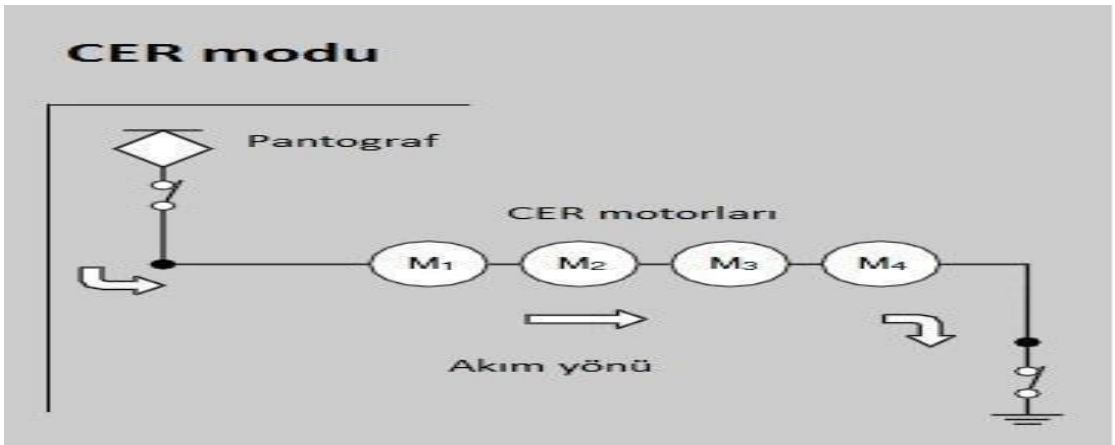 CER modu
Pantograf
CER motorları
M1 M2 M3 M4
Akım yönü